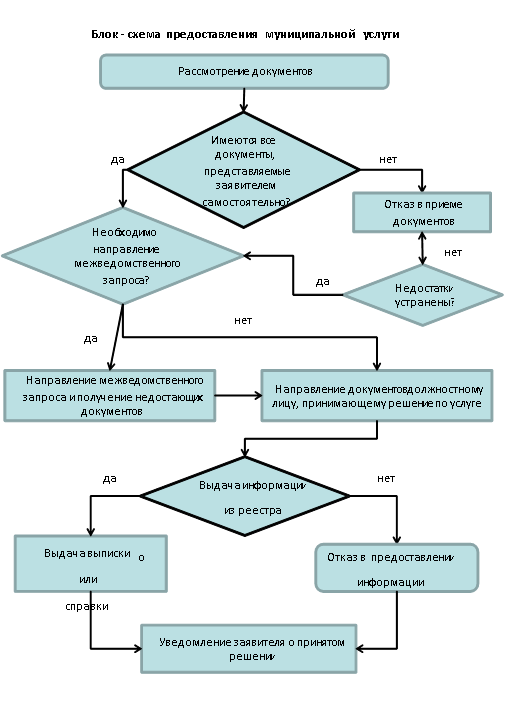 Блок - схема предоставления муниципальной услуги
Рассмотрение документов
Имеются все
документы,
представляемые
заявителем
самостоятельно?
да
нет
Отказ в приеме
документов
Необходимо
направление
межведомственного
запроса?
нет
да
Недостатки
устранены?
да
нет
Направление межведомственного
запроса и получение недостающих
документов
Направление документовдолжностному
лицу, принимающему решение по услуге
да
Выдача информации
из реестра
нет
Выдача выписки о
или
справки
Отказ в предоставлении
информации
Уведомление заявителя о принятом
решении